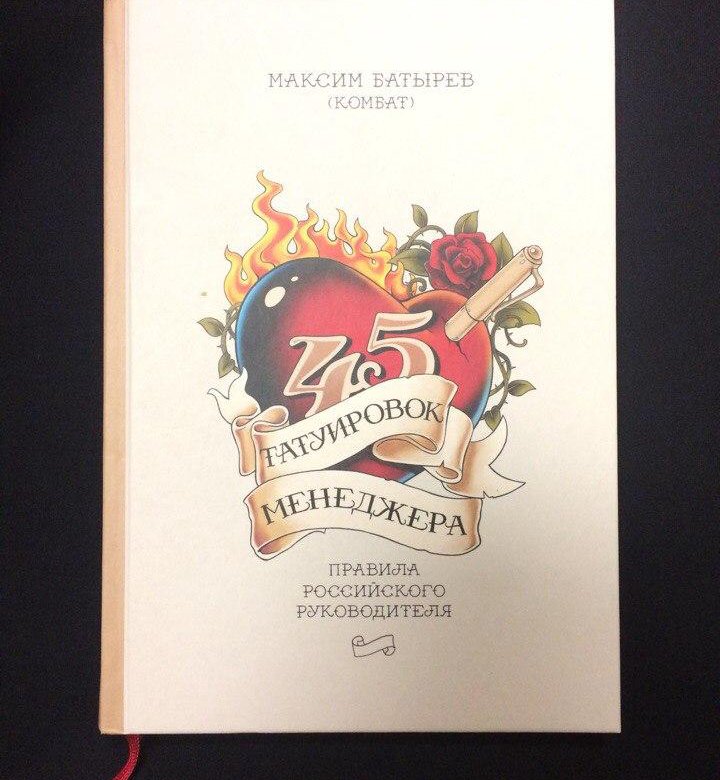 МАКСИМ БАТЫРЕВ
(КОМБАТ)
45
ТАТУИРОВОК
МЕНЕДЖЕРА
ПРАВИЛА
РОССИЙСКОГО
РУКОВОДИТЕЛЯ